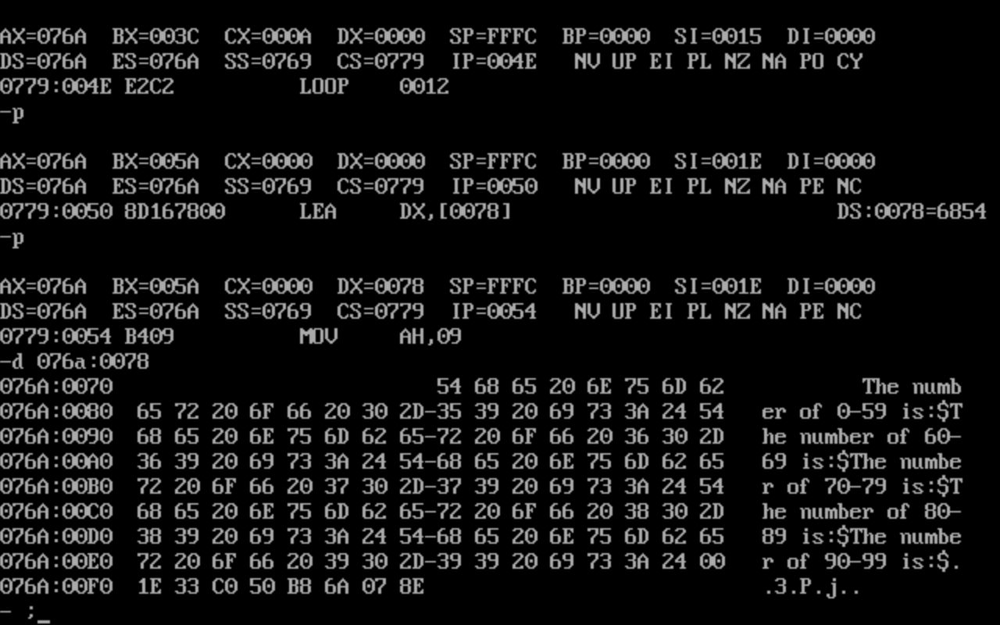 AX=076A  BX=003C  CX=000A  DX=0000  SP=FFFC  BP=0000  SI=0015  DI=0000
DS=076A  ES=076A  SS=0769  CS=0779  IP=004E   NV UP EI PL NZ NA PO CY
0779:004E E2C2          LOOP    0012
-p
AX=076A  BX=005A  CX=0000  DX=0000  SP=FFFC  BP=0000  SI=001E  DI=0000
DS=076A  ES=076A  SS=0769  CS=0779  IP=0050   NV UP EI PL NZ NA PE NC
0779:0050 8D167800      LEA     DX,[0078]                          DS:0078=6854
-p
AX=076A  BX=005A  CX=0000  DX=0078  SP=FFFC  BP=0000  SI=001E  DI=0000
DS=076A  ES=076A  SS=0769  CS=0779  IP=0054   NV UP EI PL NZ NA PE NC
0779:0054 B409          MOV     AH,09
-d 076a:0078
076A:0070                          54 68 65 20 6E 75 6D 62           The numb
076A:0080  65 72 20 6F 66 20 30 2D-35 39 20 69 73 3A 24 54   er of 0-59 is:$T
076A:0090  68 65 20 6E 75 6D 62 65-72 20 6F 66 20 36 30 2D   he number of 60-
076A:00A0  36 39 20 69 73 3A 24 54-68 65 20 6E 75 6D 62 65   69 is:$The numbe
076A:00B0  72 20 6F 66 20 37 30 2D-37 39 20 69 73 3A 24 54   r of 70-79 is:$T
076A:00C0  68 65 20 6E 75 6D 62 65-72 20 6F 66 20 38 30 2D   he number of 80-
076A:00D0  38 39 20 69 73 3A 24 54-68 65 20 6E 75 6D 62 65   89 is:$The numbe
076A:00E0  72 20 6F 66 20 39 30 2D-39 39 20 69 73 3A 24 00   r of 90-99 is:$.
076A:00F0  1E 33 C0 50 B8 6A 07 8E                           .3.P.j..
- ;_